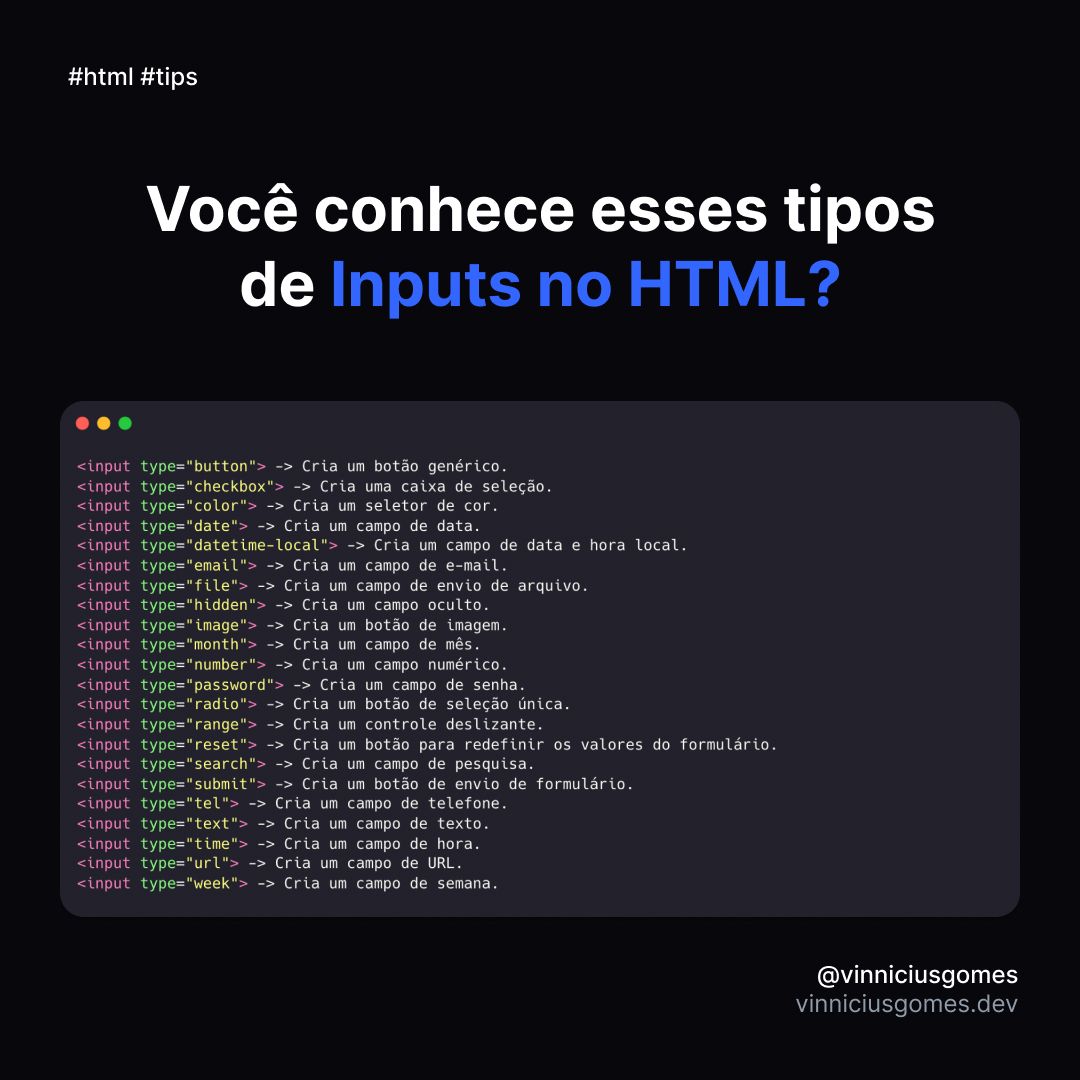 #html #tips
Você conhece esses tipos
de Inputs no HTML?
<input type="button"> -> Cria um botão genérico.
<input type="checkbox"> -> Cria uma caixa de seleção.
<input type="color"> -> Cria um seletor de cor.
<input type="date"> -> Cria um campo de data.
<input type="datetime-local"> -> Cria um campo de data e hora local.
<input type="email"> -> Cria um campo de e-mail.
<input type="file"> -> Cria um campo de envio de arquivo.
<input type="hidden"> -> Cria um campo oculto.
<input type="image"> -> Cria um botão de imagem.
<input type="month"> -> Cria um campo de mês.
<input type="number"> -> Cria um campo numérico.
<input type="password"> -> Cria um campo de senha.
<input type="radio"> -> Cria um botão de seleção única.
<input type="range"> -> Cria um controle deslizante.
<input type="reset"> -> Cria um botão para redefinir os valores do formulário.
<input type="search"> -> Cria um campo de pesquisa.
<input type="submit"> -> Cria um botão de envio de formulário.
<input type="tel"> -> Cria um campo de telefone.
<input type="text"> -> Cria um campo de texto.
<input type="time"> -> Cria um campo de hora.
<input type="url"> -> Cria um campo de URL.
<input type="week"> -> Cria um campo de semana.
@vinniciusgomes
vinniciusgomes.dev